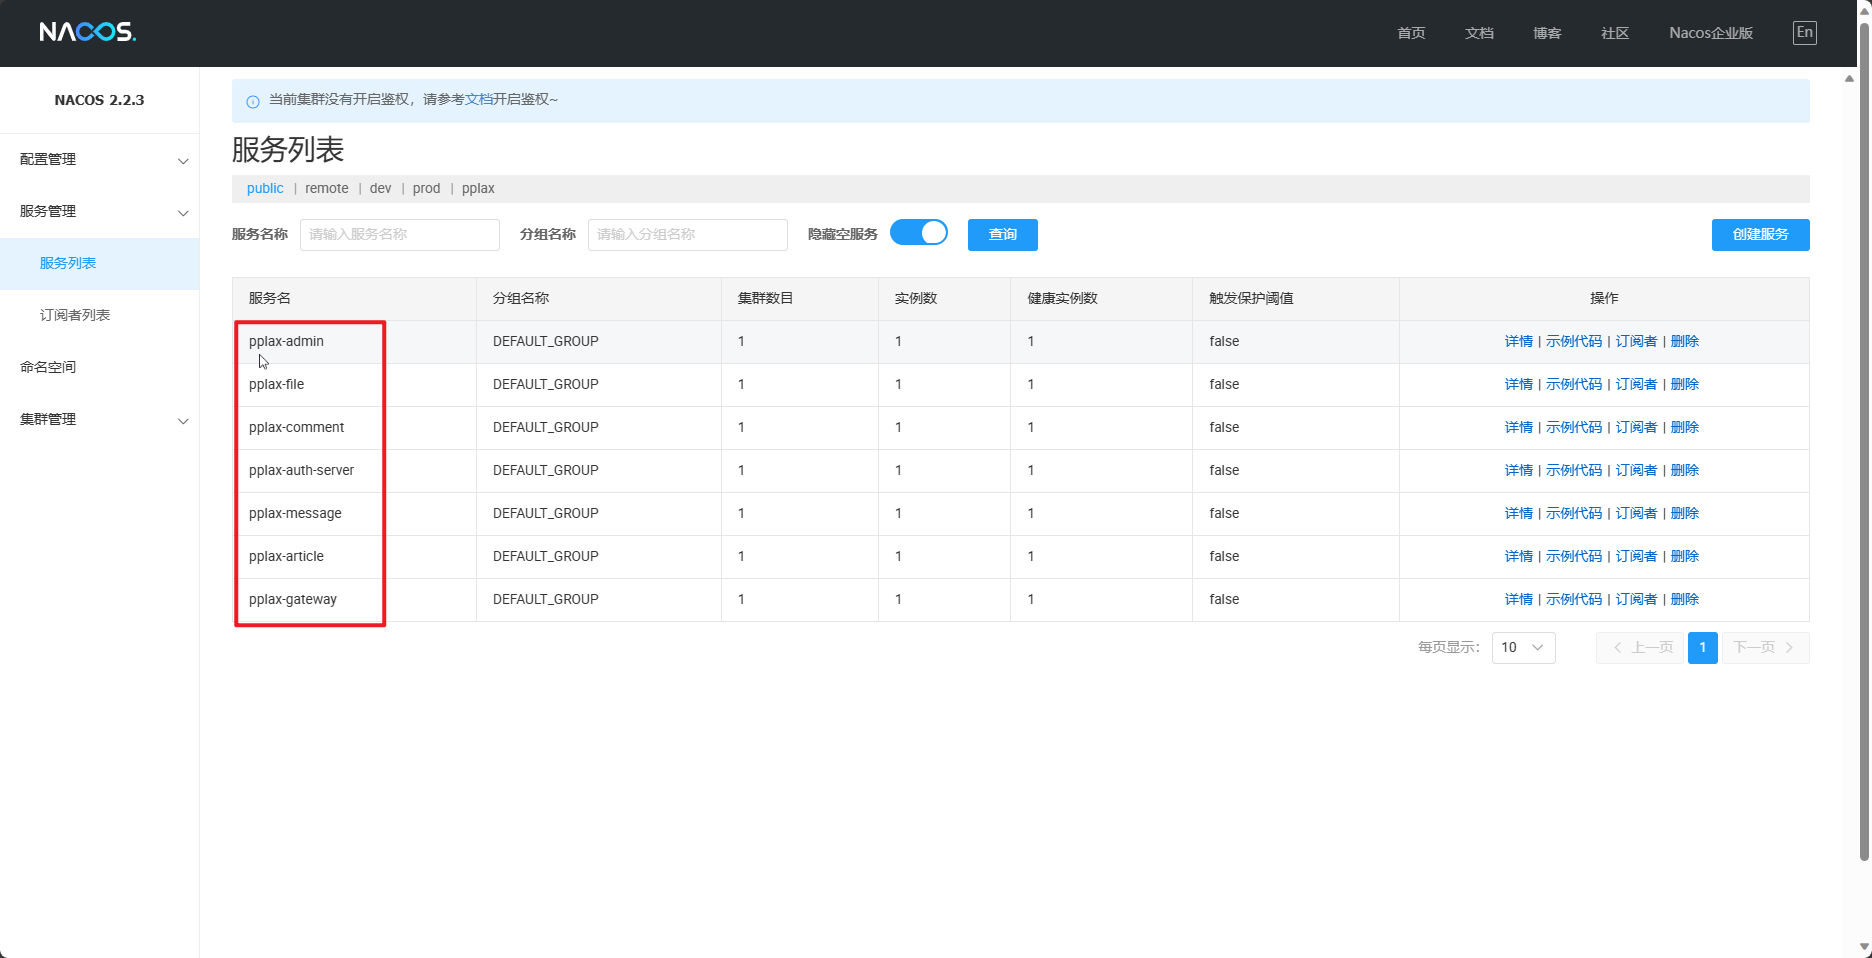 NACOS.
首页 文档 博客 社区 Nacos企业版 En
NACOS 2.2.3
配置管理
服务管理
服务列表
订阅者列表
命名空间
集群管理
当前集群没有开启鉴权，请参考文档开启鉴权~
服务列表
public | remote | dev | prod | pplax
服务名称 请输入服务名称 分组名称 请输入分组名称 隐藏空服务 查询 创建服务
服务名 分组名称 集群数目 实例数 健康实例数 触发保护阈值 操作
pplax-admin DEFAULT_GROUP 1 1 1 false 详情 | 示例代码 | 订阅者 | 删除
pplax-file DEFAULT_GROUP 1 1 1 false 详情 | 示例代码 | 订阅者 | 删除
pplax-comment DEFAULT_GROUP 1 1 1 false 详情 | 示例代码 | 订阅者 | 删除
pplax-auth-server DEFAULT_GROUP 1 1 1 false 详情 | 示例代码 | 订阅者 | 删除
pplax-message DEFAULT_GROUP 1 1 1 false 详情 | 示例代码 | 订阅者 | 删除
pplax-article DEFAULT_GROUP 1 1 1 false 详情 | 示例代码 | 订阅者 | 删除
pplax-gateway DEFAULT_GROUP 1 1 1 false 详情 | 示例代码 | 订阅者 | 删除
每页显示： 10 上一页 1 下一页